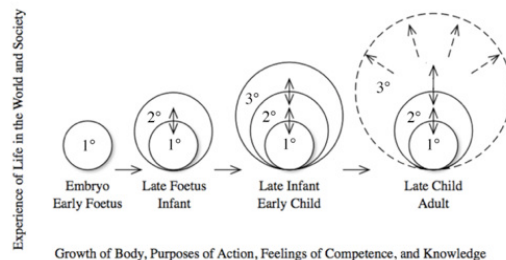 Experience of Life in the World and Society
1°
1°
2°
1°
2°
3°
1°
2°
3°
Embryo
Early Foetus
Late Foetus
Infant
Late Infant
Early Child
Late Child
Adult
Growth of Body, Purposes of Action, Feelings of Competence, and Knowledge